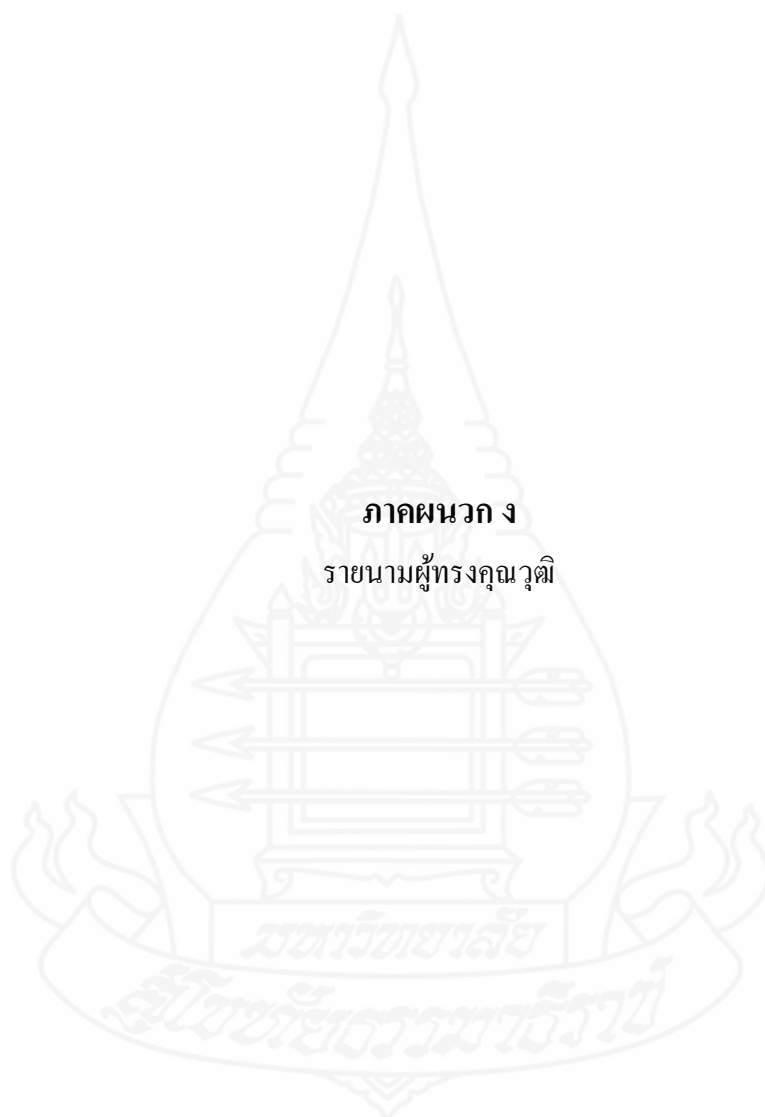 ภาคผนวก ง
รายนามผู้ทรงคุณวุฒิ
มหาวิทยาลัย
สุโขทัยธรรมาธิราช